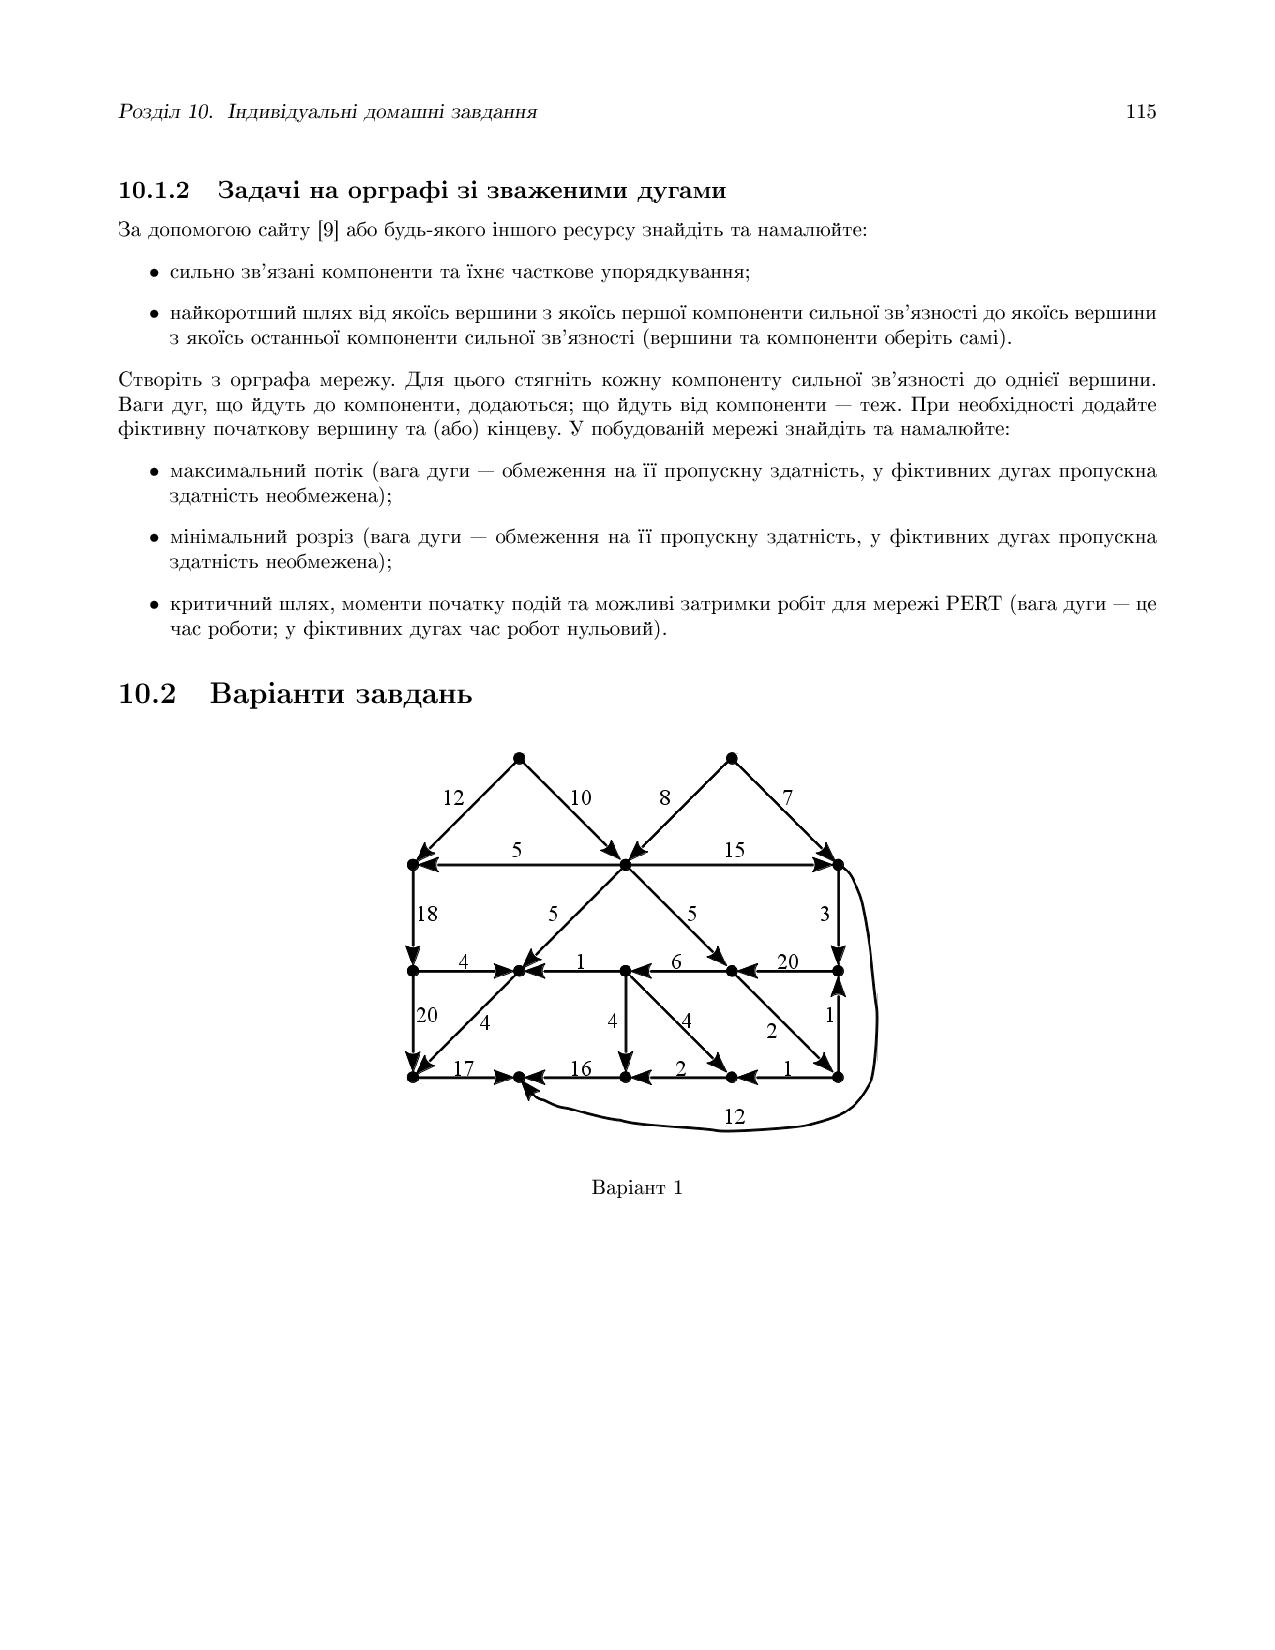 Розділ 10. Індивідуальні домашні завдання 115
10.1.2 Задачі на орграфі зі зваженими дугами
За допомогою сайту [9] або будь-якого іншого ресурсу знайдіть та намалюйте:
• сильно зв'язані компоненти та їхнє часткове упорядкування;
• найкоротший шлях від якоїсь вершини з якоїсь першої компоненти сильної зв'язності до якоїсь вершини
з якоїсь останньої компоненти сильної зв'язності (вершини та компоненти оберіть самі).
Створіть з орграфа мережу. Для цього стягніть кожну компоненту сильної зв'язності до однієї вершини.
Ваги дуг, що йдуть до компоненти, додаються; що йдуть від компоненти — теж. При необхідності додайте
фіктивну початкову вершину та (або) кінцеву. У побудованій мережі знайдіть та намалюйте:
• максимальний потік (вага дуги — обмеження на її пропускну здатність, у фіктивних дугах пропускна
здатність необмежена);
• мінімальний розріз (вага дуги — обмеження на її пропускну здатність, у фіктивних дугах пропускна
здатність необмежена);
• критичний шлях, моменти початку подій та можливі затримки робіт для мережі PERT (вага дуги — це
час роботи; у фіктивних дугах час робот нульовий).
10.2 Варіанти завдань
12 10 8 7
5 15
18 5 5 3
4 1 6 20
20 4 4 4 2 1
17 16 2 1
12
Варіант 1